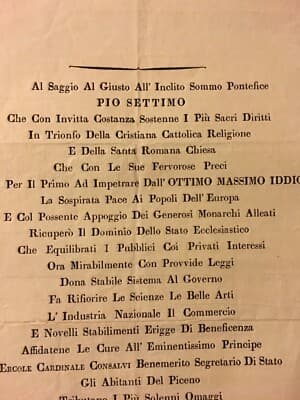 Al Saggio Al Giusto All' Inclito Sommo Pontefice
PIO SETTIMO
Che Con Invitta Costanza Sostenne I Più Sacri Diritti
In Trionfo Della Cristiana Cattolica Religione
E Della Santa Romana Chiesa
Che Con Le Sue Fervorose Preci
Per Il Primo Ad Impetrare Dall' OTTIMO MASSIMO IDDIO
La Sospirata Pace Ai Popoli Dell' Europa
E Col Possente Appoggio Dei Generosi Monarchi Alleati
Ricuperò Il Dominio Dello Stato Ecclesiastico
Che Equilibrati I Pubblici Coi Privati Interessi
Ora Mirabilmente Con Provvide Leggi
Dona Stabile Sistema Al Governo
Fa Rifiorire Le Scienze Le Belle Arti
L' Industria Nazionale Il Commercio
E Novelli Stabilimenti Erigge Di Beneficenza
Affidatene Le Cure All' Eminentissimo Principe
Ercole Cardinale Consalvi Benemerito Segretario Di Stato
Gli Abitanti Del Piceno
Tributano I Più Solenni Omaggi